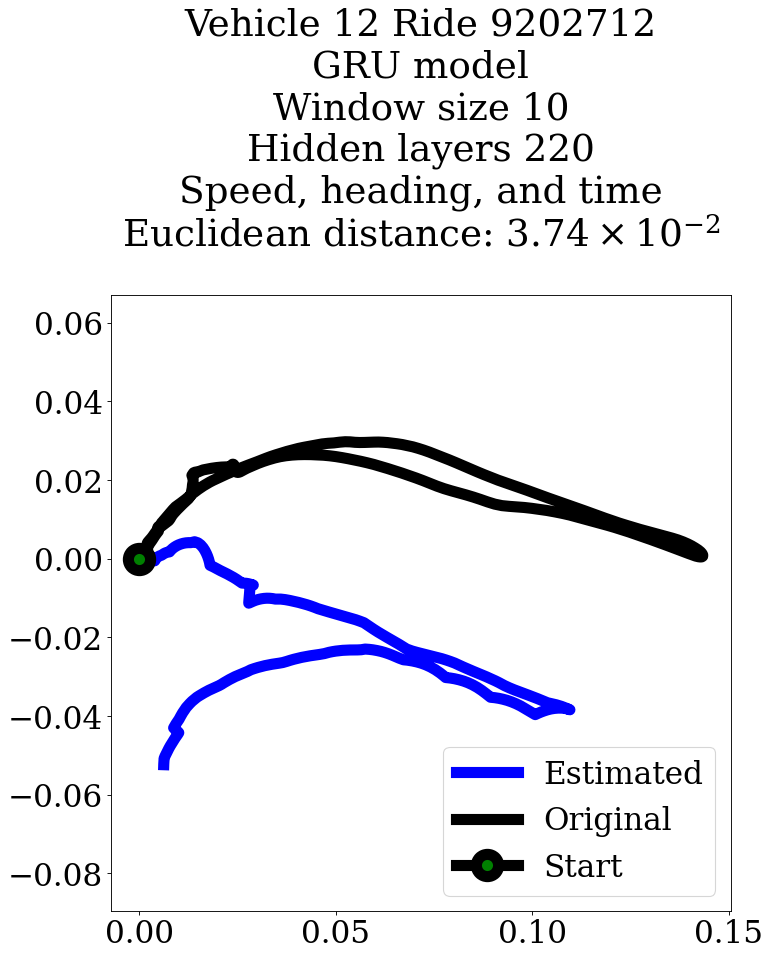 Vehicle 12 Ride 9202712
GRU model
Window size 10
Hidden layers 220
Speed, heading, and time
Euclidean distance: 3.74 × 10⁻²
0.06
0.04
0.02
0.00
−0.02
−0.04
−0.06
−0.08
Estimated
Original
Start
0.00 0.05 0.10 0.15